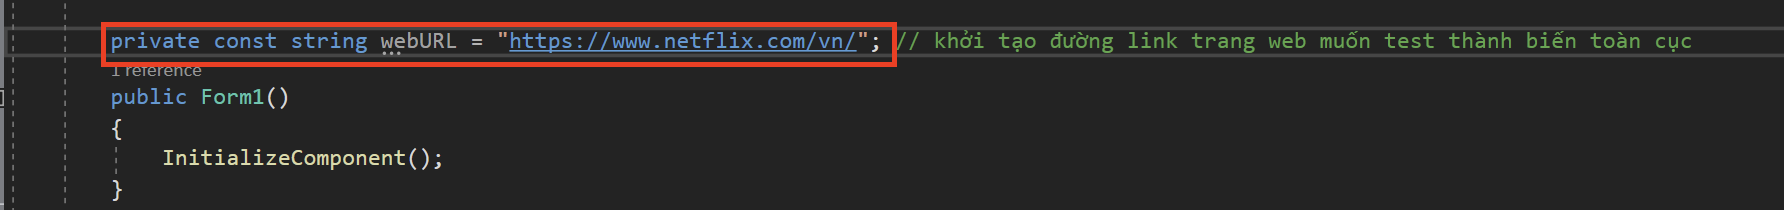 private const string webURL = "https://www.netflix.com/vn/"; // khởi tạo đường link trang web muốn test thành biến toàn cục
1 reference
public Form1()
{
InitializeComponent();
}